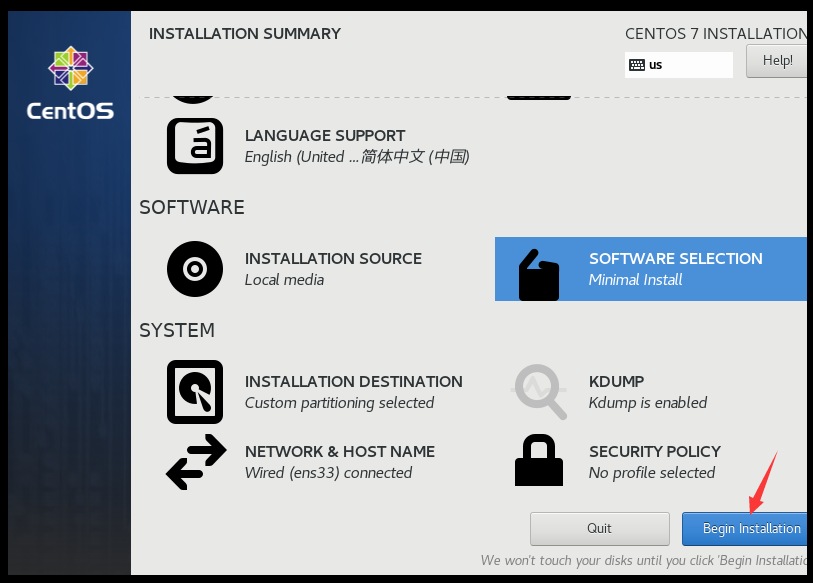 INSTALLATION SUMMARY
CENTOS 7 INSTALLATION
us
Help!
CentOS
LANGUAGE SUPPORT
English (United ...简体中文 (中国)
SOFTWARE
INSTALLATION SOURCE
Local media
SOFTWARE SELECTION
Minimal Install
SYSTEM
INSTALLATION DESTINATION
Custom partitioning selected
KDUMP
Kdump is enabled
NETWORK & HOST NAME
Wired (ens33) connected
SECURITY POLICY
No profile selected
Quit
Begin Installation
We won't touch your disks until you click 'Begin Installatio